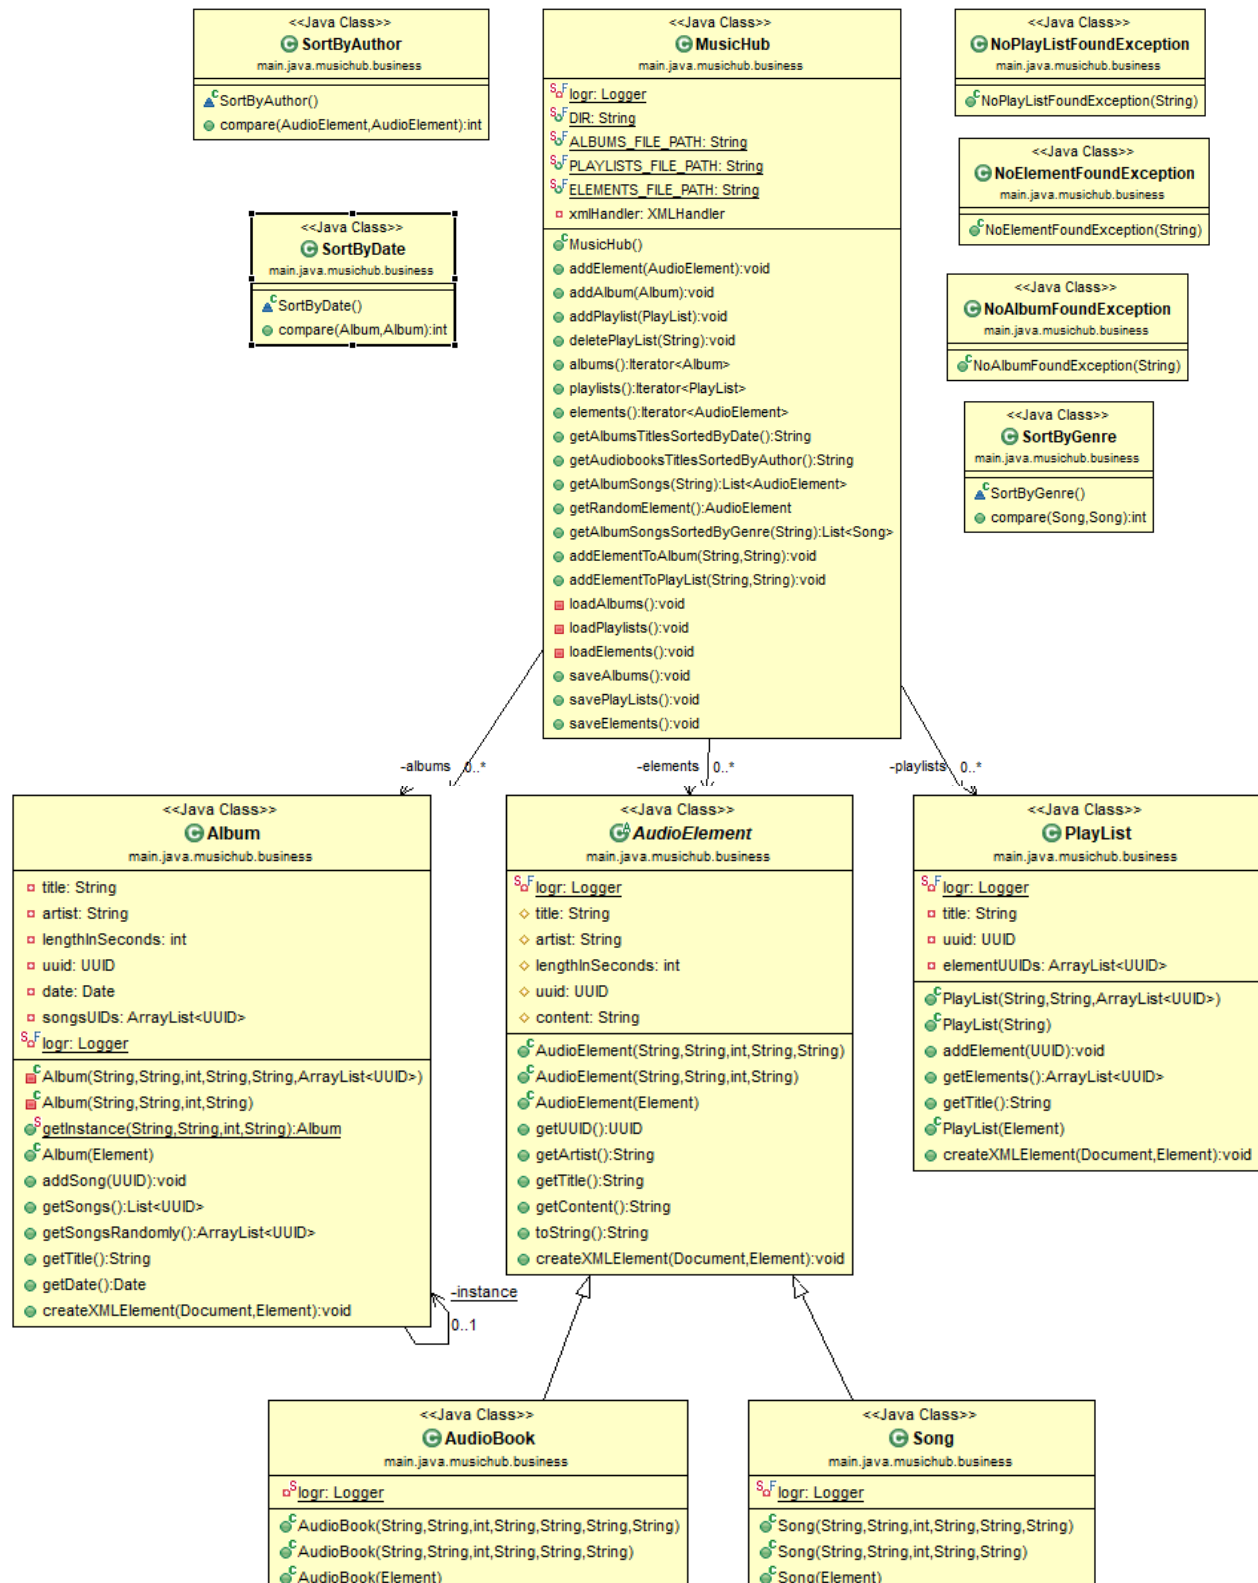 <<Java Class>>
SortByAuthor
main.java.musichub.business
SortByAuthor()
compare(AudioElement,AudioElement):int
<<Java Class>>
SortByDate
main.java.musichub.business
SortByDate()
compare(Album,Album):int
<<Java Class>>
MusicHub
main.java.musichub.business
logr: Logger
DIR: String
ALBUMS_FILE_PATH: String
PLAYLISTS_FILE_PATH: String
ELEMENTS_FILE_PATH: String
xmlHandler: XMLHandler
MusicHub()
addElement(AudioElement):void
addAlbum(Album):void
addPlaylist(PlayList):void
deletePlayList(String):void
albums():Iterator<Album>
playlists():Iterator<PlayList>
elements():Iterator<AudioElement>
getAlbumsTitlesSortedByDate():String
getAudiobooksTitlesSortedByAuthor():String
getAlbumSongs(String):List<AudioElement>
getRandomElement():AudioElement
getAlbumSongsSortedByGenre(String):List<Song>
addElementToAlbum(String,String):void
addElementToPlayList(String,String):void
loadAlbums():void
loadPlaylists():void
loadElements():void
saveAlbums():void
savePlayLists():void
saveElements():void
<<Java Class>>
NoPlayListFoundException
main.java.musichub.business
NoPlayListFoundException(String)
<<Java Class>>
NoElementFoundException
main.java.musichub.business
NoElementFoundException(String)
<<Java Class>>
NoAlbumFoundException
main.java.musichub.business
NoAlbumFoundException(String)
<<Java Class>>
SortByGenre
main.java.musichub.business
SortByGenre()
compare(Song,Song):int
-albums 0..*
-elements 0..*
-playlists 0..*
<<Java Class>>
Album
main.java.musichub.business
title: String
artist: String
lengthInSeconds: int
uuid: UUID
date: Date
songsUIDs: ArrayList<UUID>
logr: Logger
Album(String,String,int,String,String,ArrayList<UUID>)
Album(String,String,int,String)
getInstance(String,String,int,String):Album
Album(Element)
addSong(UUID):void
getSongs():List<UUID>
getSongsRandomly():ArrayList<UUID>
getTitle():String
getDate():Date
createXMLElement(Document,Element):void
-instance
0..1
<<Java Class>>
AudioElement
main.java.musichub.business
logr: Logger
title: String
artist: String
lengthInSeconds: int
uuid: UUID
content: String
AudioElement(String,String,int,String,String)
AudioElement(String,String,int,String)
AudioElement(Element)
getUUID():UUID
getArtist():String
getTitle():String
getContent():String
toString():String
createXMLElement(Document,Element):void
<<Java Class>>
PlayList
main.java.musichub.business
logr: Logger
title: String
uuid: UUID
elementUUIDs: ArrayList<UUID>
PlayList(String,String,ArrayList<UUID>)
PlayList(String)
addElement(UUID):void
getElements():ArrayList<UUID>
getTitle():String
PlayList(Element)
createXMLElement(Document,Element):void
<<Java Class>>
AudioBook
main.java.musichub.business
logr: Logger
AudioBook(String,String,int,String,String,String,String)
AudioBook(String,String,int,String,String,String)
AudioBook(Element)
<<Java Class>>
Song
main.java.musichub.business
logr: Logger
Song(String,String,int,String,String,String)
Song(String,String,int,String,String)
Song(Element)